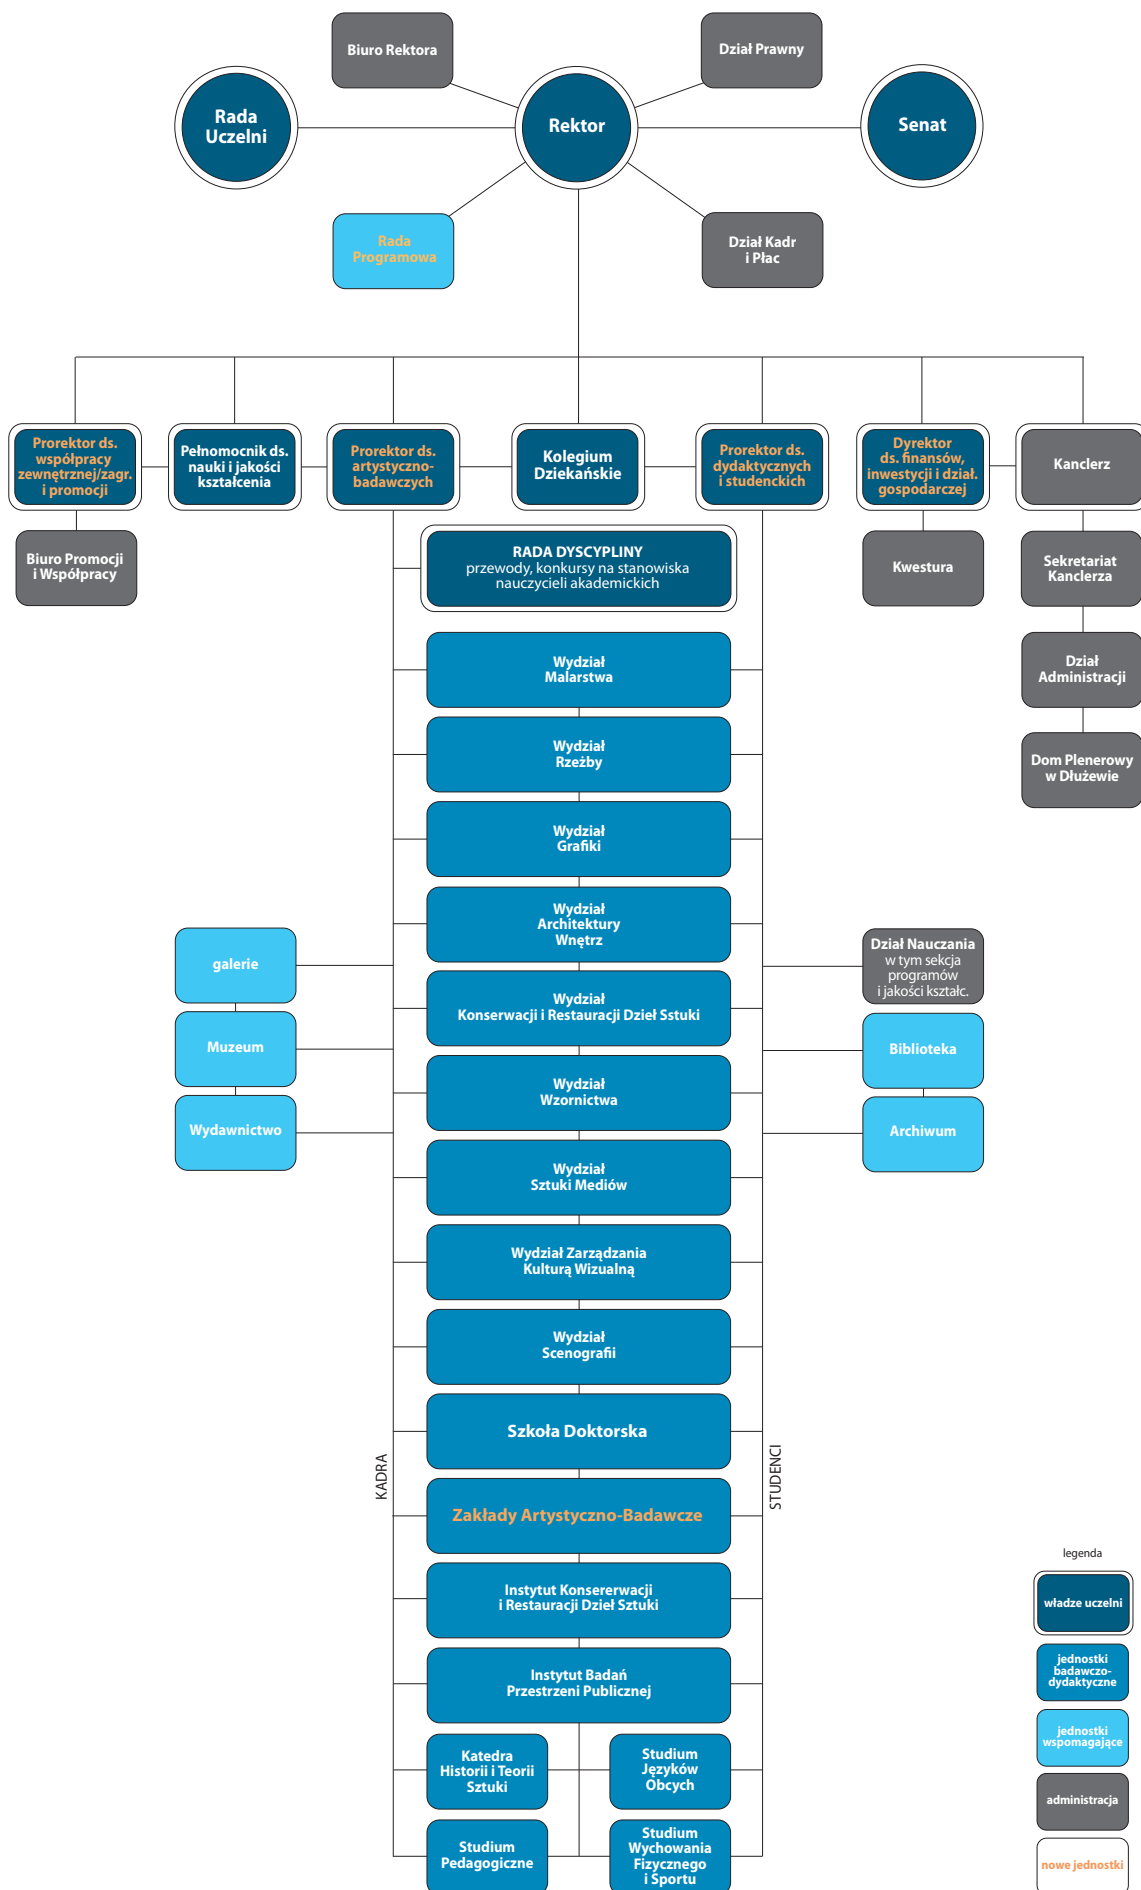 Biuro Rektora
Dział Prawny
Rada
Uczelni
Rektor
Senat
Rada
Programowa
Dział Kadr
i Płac
Prorektor ds.
współpracy
zewnętrznej/zagr.
i promocji
Pełnomocnik ds.
nauki i jakości
kształcenia
Prorektor ds.
artystyczno-
badawczych
Kolegium
Dziekańskie
Prorektor ds.
dydaktycznych
i studenckich
Dyrektor
ds. finansów,
inwestycji i dział.
gospodarczej
Kanclerz
Biuro Promocji
i Współpracy
RADA DYSCYPLINY
przewody, konkursy na stanowiska
nauczycieli akademickich
Kwestura
Sekretariat
Kanclerza
Wydział
Malarstwa
Dział
Administracji
Wydział
Rzeżby
Dom Plenerowy
w Dłużewie
Wydział
Grafiki
Wydział
Architektury
Wnętrz
galerie
Dział Nauczania
w tym sekcja
programów
i jakości kształc.
Wydział
Konserwacji i Restauracji Dzieł Sstuki
Muzeum
Biblioteka
Wydział
Wzornictwa
Wydawnictwo
Archiwum
Wydział
Sztuki Mediów
Wydział Zarządzania
Kulturą Wizualną
Wydział
Scenografii
Szkoła Doktorska
KADRA
STUDENCI
Zakłady Artystyczno-Badawcze
Instytut Konsererwacji
i Restauracji Dzieł Sztuki
Instytut Badań
Przestrzeni Publicznej
Katedra
Historii i Teorii
Sztuki
Studium
Języków
Obcych
Studium
Pedagogiczne
Studium
Wychowania
Fizycznego
i Sportu
legenda
władze uczelni
jednostki
badawczo-
dydaktyczne
jednostki
wspomagające
administracja
nowe jednostki